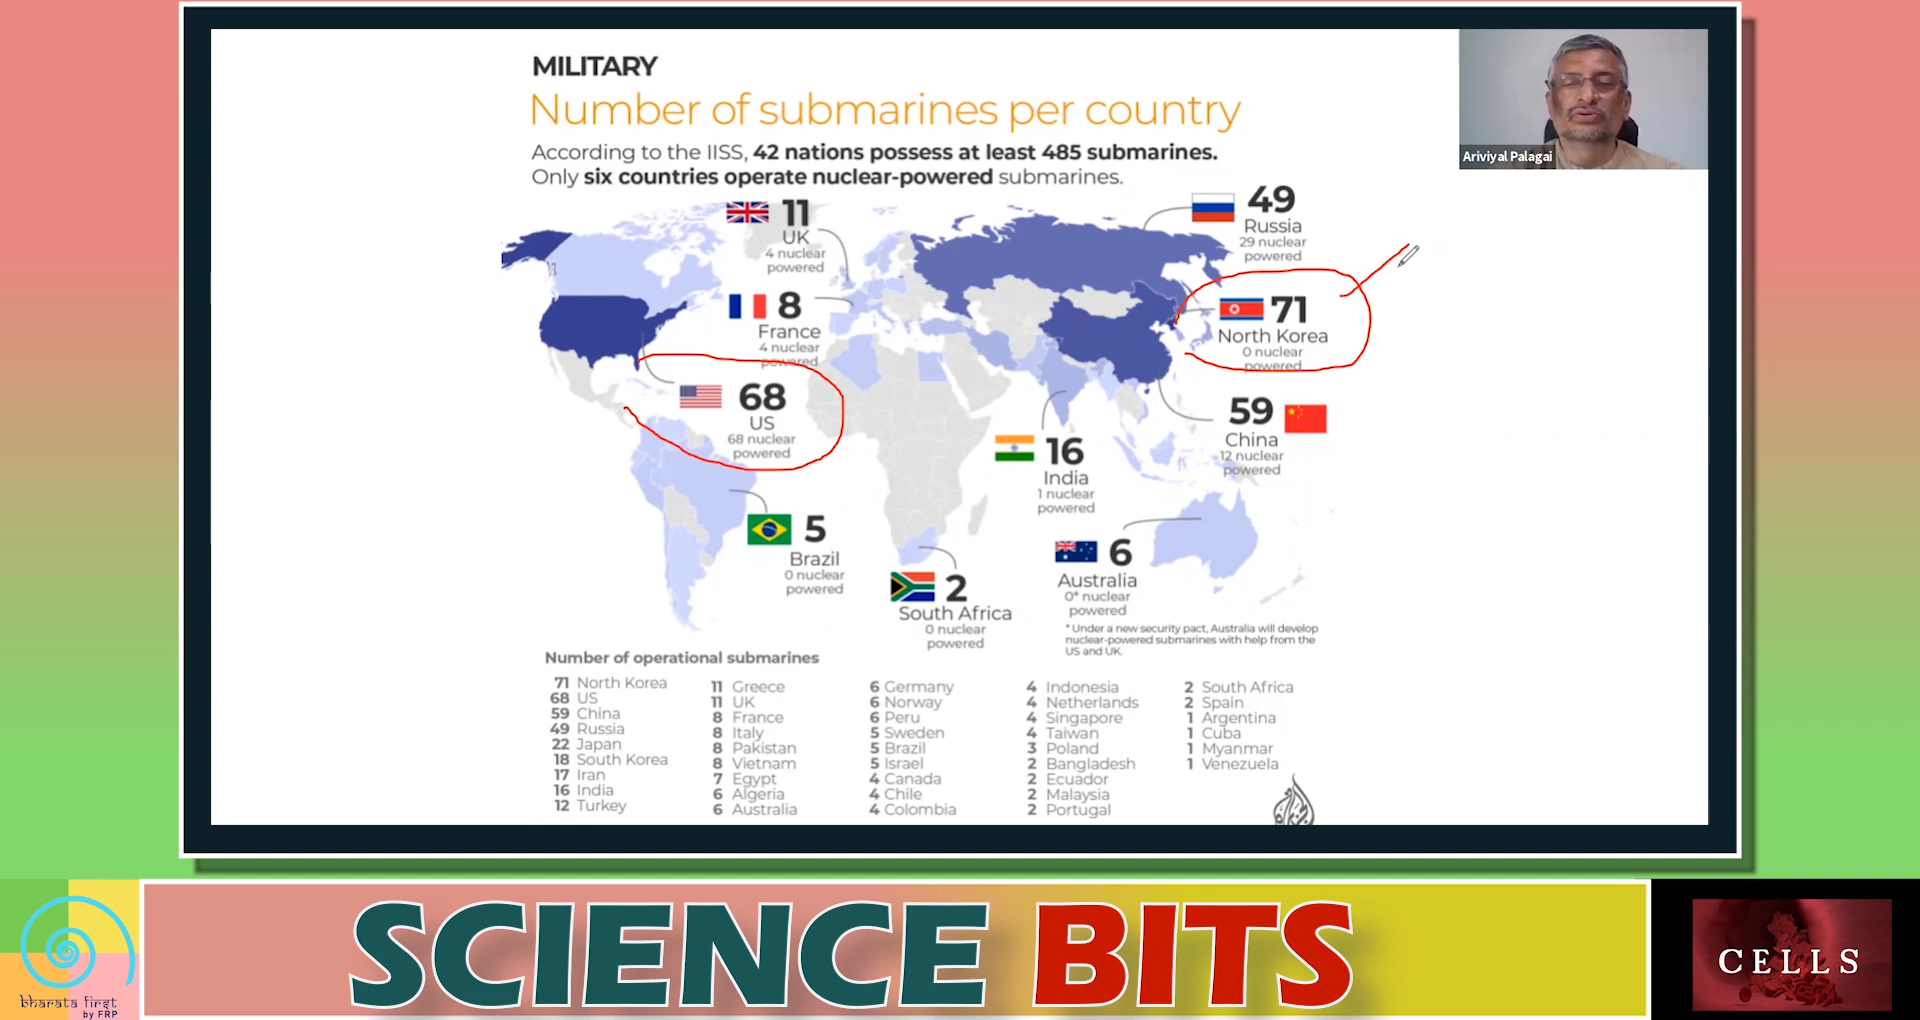 MILITARY
Number of submarines per country
According to the IISS, 42 nations possess at least 485 submarines.
Only six countries operate nuclear-powered submarines.
Ariviyal Palagai
11
UK
4 nuclear
powered
49
Russia
29 nuclear
powered
8
France
4 nuclear
powered
71
North Korea
0 nuclear
powered
68
US
68 nuclear
powered
59
China
12 nuclear
powered
16
India
1 nuclear
powered
5
Brazil
0 nuclear
powered
2
South Africa
0 nuclear
powered
6
Australia
0* nuclear
powered
* Under a new security pact, Australia will develop
nuclear-powered submarines with help from the
US and UK.
Number of operational submarines
71 North Korea
68 US
59 China
49 Russia
22 Japan
18 South Korea
17 Iran
16 India
12 Turkey
11 Greece
11 UK
8 France
8 Italy
8 Pakistan
8 Vietnam
7 Egypt
6 Algeria
6 Australia
6 Germany
6 Norway
6 Peru
5 Sweden
5 Brazil
5 Israel
4 Canada
4 Chile
4 Colombia
4 Indonesia
4 Netherlands
4 Singapore
4 Taiwan
3 Poland
2 Bangladesh
2 Ecuador
2 Malaysia
2 Portugal
2 South Africa
2 Spain
1 Argentina
1 Cuba
1 Myanmar
1 Venezuela
bharata first
by FRP
SCIENCE BITS
CELLS